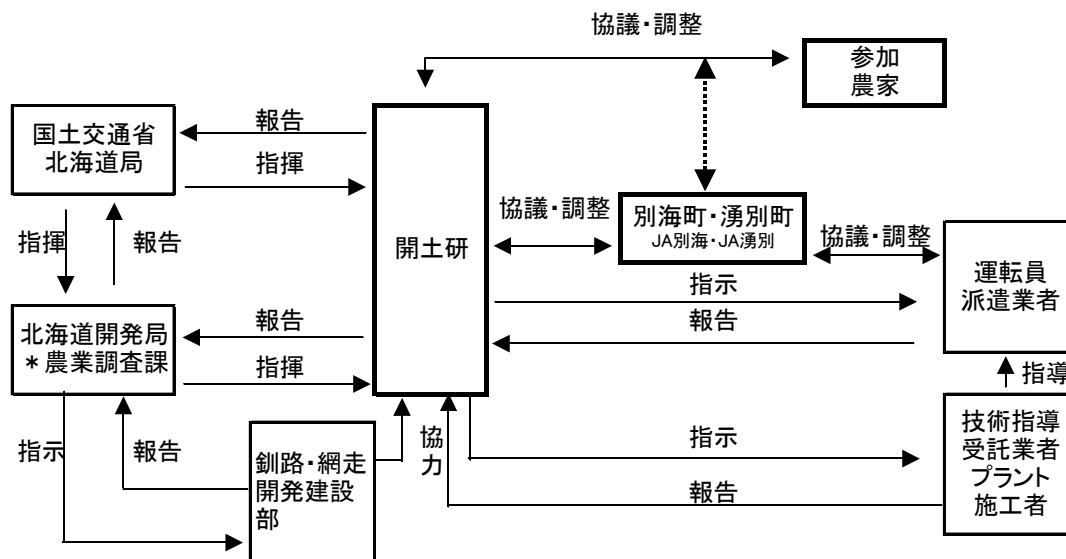 協議・調整
参加
農家
国土交通省
北海道局
報告
指揮
指揮
報告
開土研
協議・調整
別海町・湧別町
JA別海・JA湧別
協議・調整
運転員
派遣業者
指示
報告
北海道開発局
＊農業調査課
報告
指揮
指導
指示
報告
釧路・網走
開発建設
部
協
力
指示
報告
技術指導
受託業者
プラント
施工者